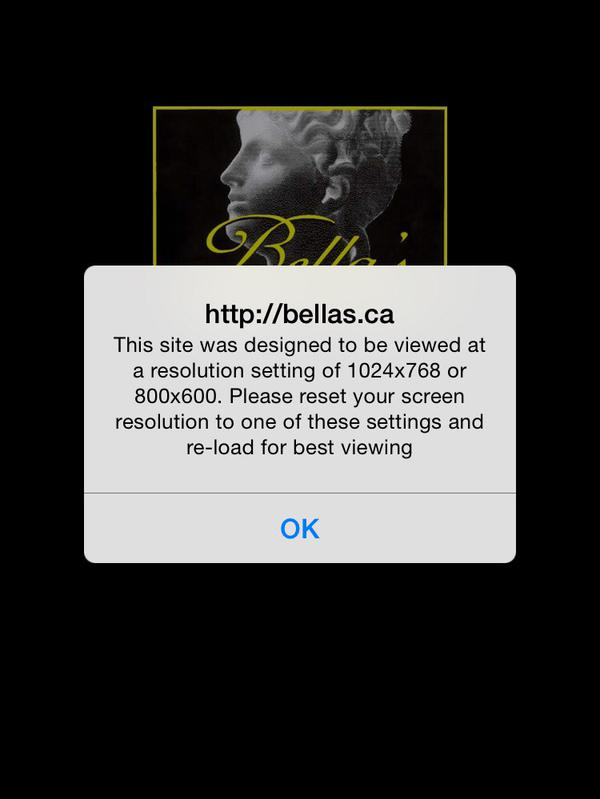 Bella's
http://bellas.ca
This site was designed to be viewed at
a resolution setting of 1024x768 or
800x600. Please reset your screen
resolution to one of these settings and
re-load for best viewing
OK